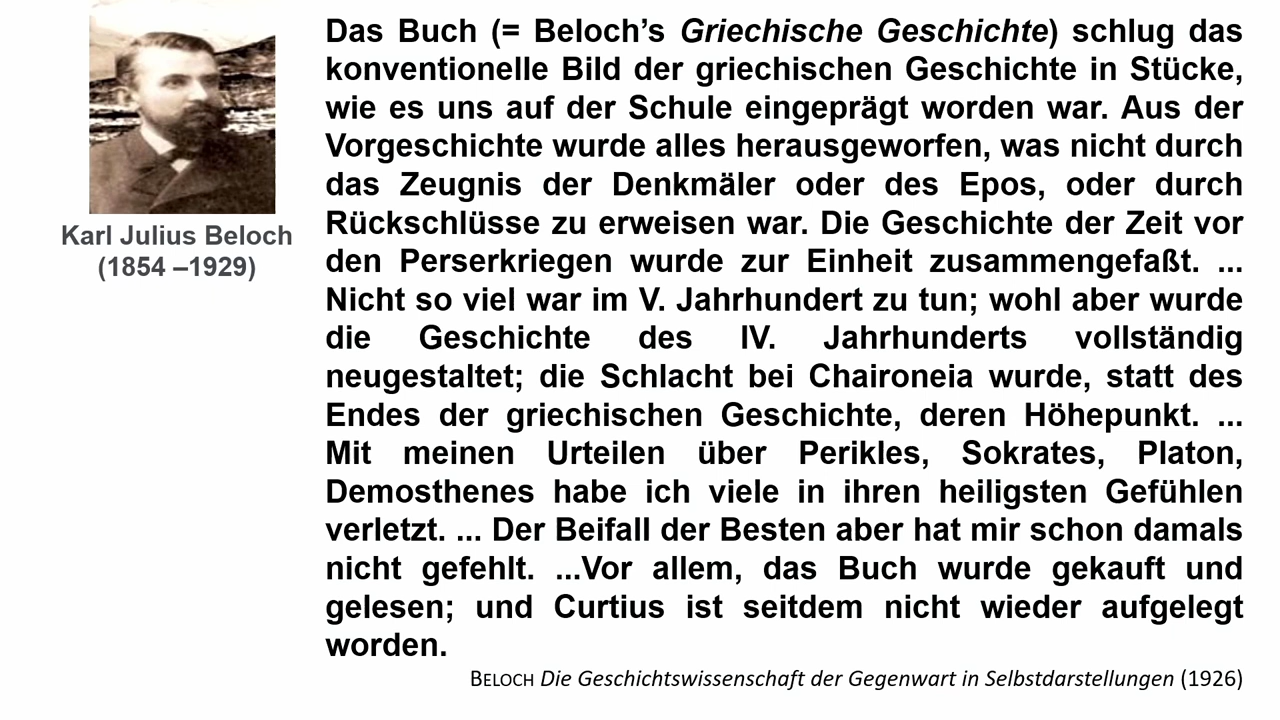 Karl Julius Beloch
(1854 –1929)
Das Buch (= Beloch’s Griechische Geschichte) schlug das
konventionelle Bild der griechischen Geschichte in Stücke,
wie es uns auf der Schule eingeprägt worden war. Aus der
Vorgeschichte wurde alles herausgeworfen, was nicht durch
das Zeugnis der Denkmäler oder des Epos, oder durch
Rückschlüsse zu erweisen war. Die Geschichte der Zeit vor
den Perserkriegen wurde zur Einheit zusammengefaßt. ...
Nicht so viel war im V. Jahrhundert zu tun; wohl aber wurde
die Geschichte des IV. Jahrhunderts vollständig
neugestaltet; die Schlacht bei Chaironeia wurde, statt des
Endes der griechischen Geschichte, deren Höhepunkt. ...
Mit meinen Urteilen über Perikles, Sokrates, Platon,
Demosthenes habe ich viele in ihren heiligsten Gefühlen
verletzt. ... Der Beifall der Besten aber hat mir schon damals
nicht gefehlt. ...Vor allem, das Buch wurde gekauft und
gelesen; und Curtius ist seitdem nicht wieder aufgelegt
worden.
BELOCH Die Geschichtswissenschaft der Gegenwart in Selbstdarstellungen (1926)